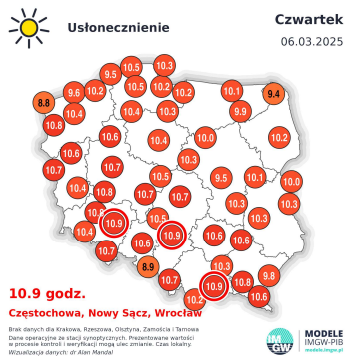 Usłonecznienie
Czwartek
06.03.2025
9.5 10.5 10.3
8.8 9.6 10.2 10.5 10.2 10.2 10.1 9.4
10.8 10.4 10.4 10.3 9.9
10.6 10.4 10.0 10.2
10.6 10.3
10.7 10.7 10.5 9.5 10.1 10.0
10.4 10.8 10.7 10.7 10.3 10.3
10.8 10.9 10.5 10.3
10.4 10.6 10.9 10.6 10.6
10.7 8.9 10.3
10.7 10.9 10.8 9.8
10.2 10.6
10.9 godz.
Częstochowa, Nowy Sącz, Wrocław
Brak danych dla Krakowa, Rzeszowa, Olsztyna, Zamościa i Tarnowa
Dane operacyjne ze stacji synoptycznych. Prezentowane wartości
w procesie kontroli i weryfikacji mogą ulec zmianie. Czas lokalny.
Wizualizacja danych: dr Alan Mandal
IM
GW
MODELE
IMGW-PIB
modele.imgw.pl